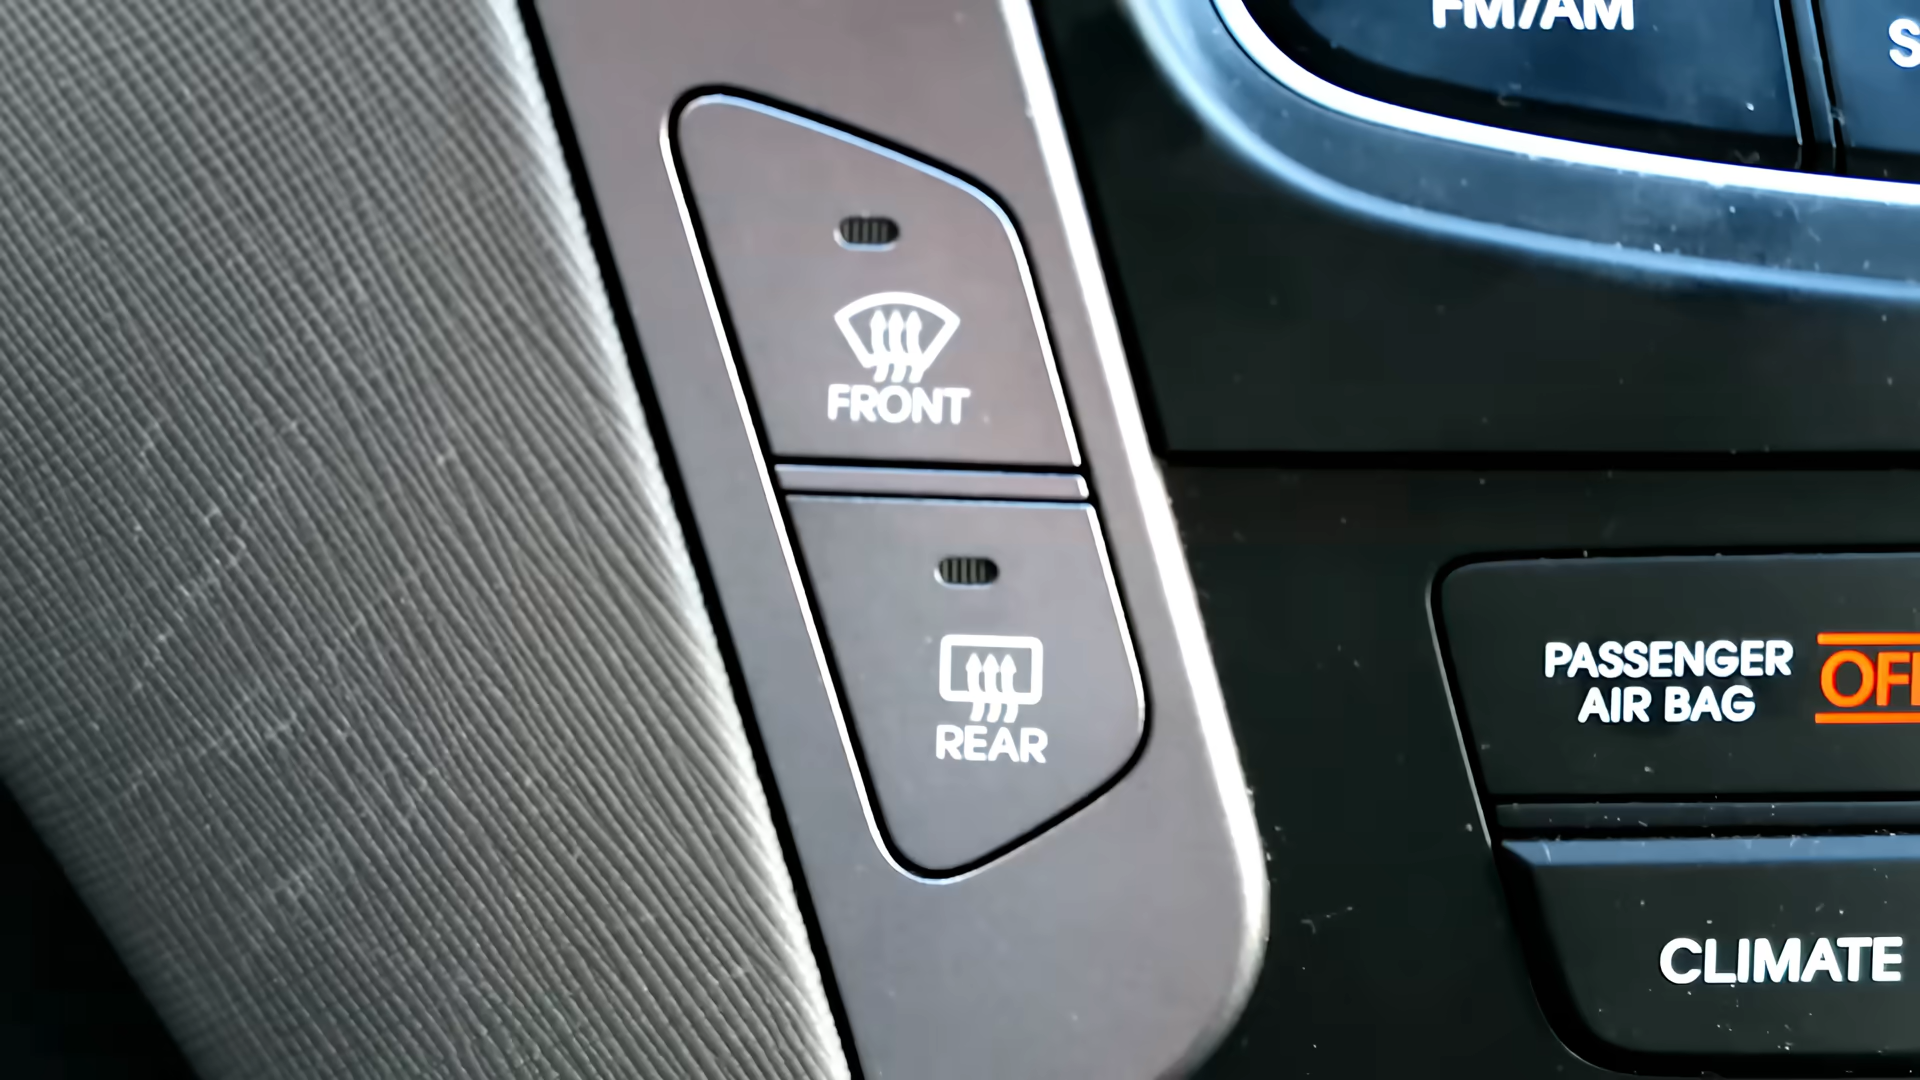 FM/AM
FRONT
REAR
PASSENGER
AIR BAG
CLIMATE